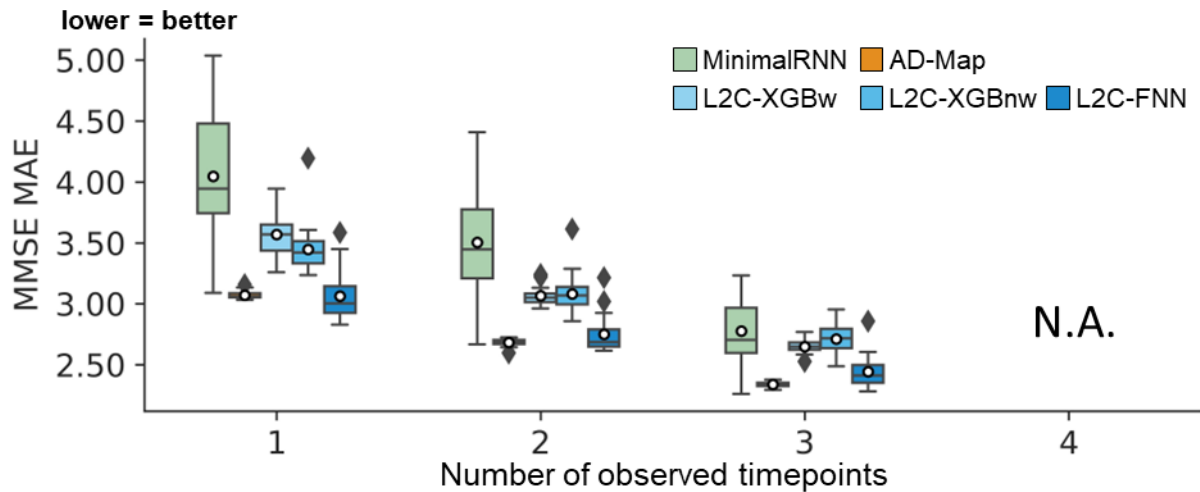 lower = better
MinimalRNN AD-Map
L2C-XGBw L2C-XGBnw L2C-FNN
MMSE MAE
5.00
4.50
4.00
3.50
3.00
2.50
N.A.
1 2 3 4
Number of observed timepoints